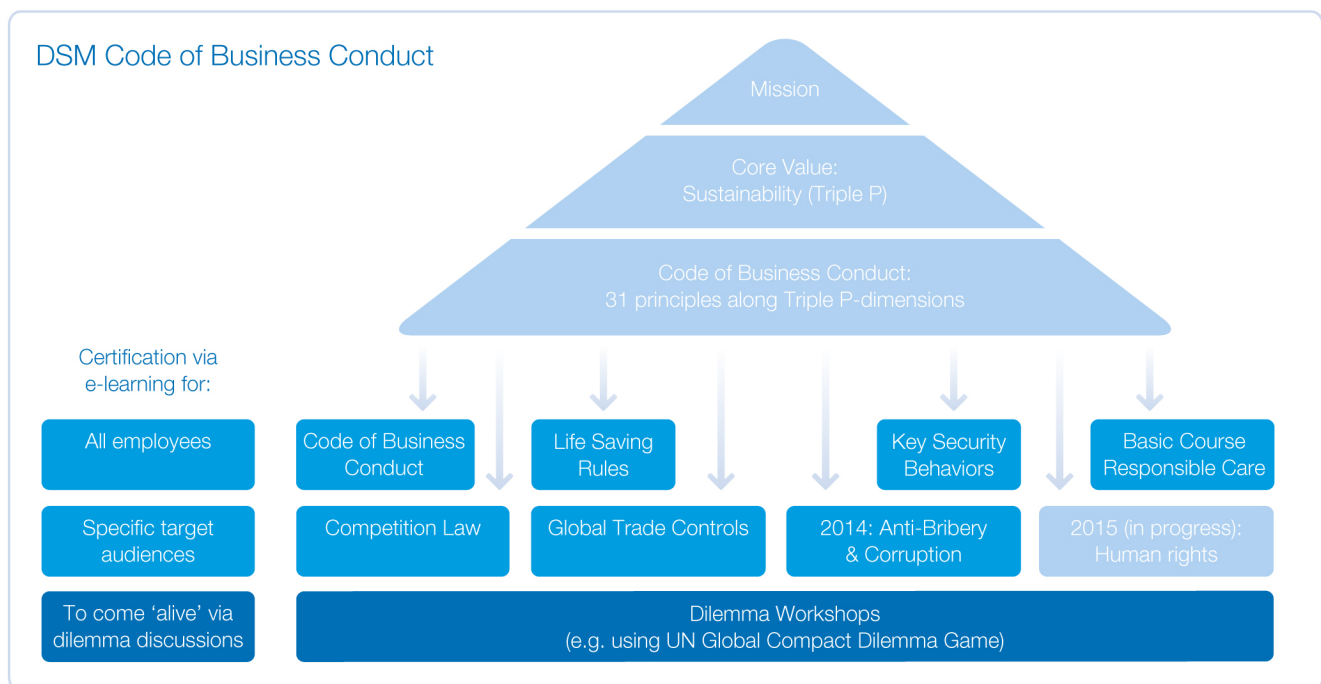 DSM Code of Business Conduct
Mission
Core Value:
Sustainability (Triple P)
Code of Business Conduct:
31 principles along Triple P-dimensions
Certification via
e-learning for:
All employees
Code of Business
Conduct
Life Saving
Rules
Key Security
Behaviors
Basic Course
Responsible Care
Specific target
audiences
Competition Law
Global Trade Controls
2014: Anti-Bribery
& Corruption
2015 (in progress):
Human rights
To come ‘alive’ via
dilemma discussions
Dilemma Workshops
(e.g. using UN Global Compact Dilemma Game)